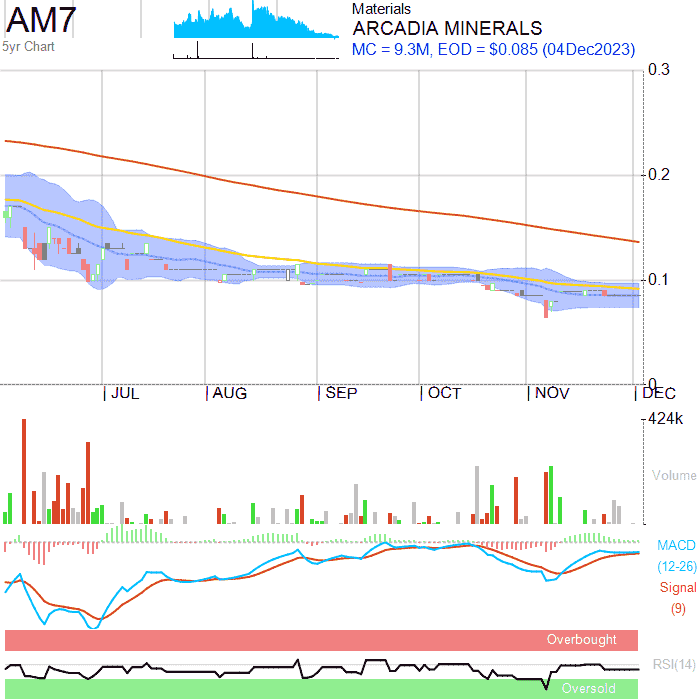 AM7
5yr Chart
Materials
ARCADIA MINERALS
MC = 9.3M, EOD = $0.085 (04Dec2023)
0.3
0.2
0.1
0
JUL
AUG
SEP
OCT
NOV
DEC
424k
Volume
MACD
(12-26)
Signal
(9)
Overbought
RSI(14)
Oversold